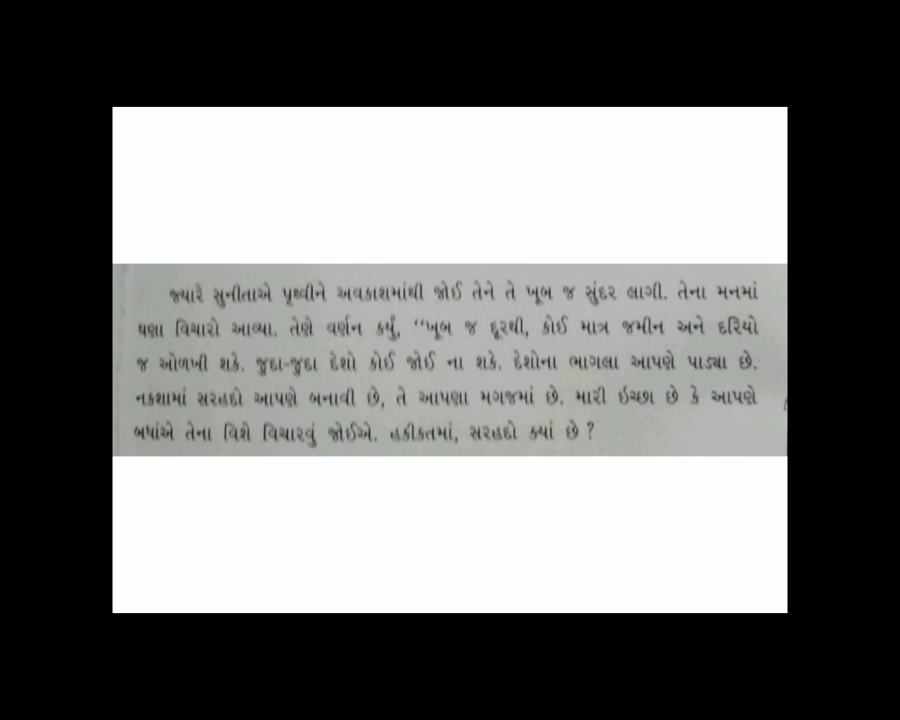 જ્યારે સુનીતાએ પૃથ્વીને અવકાશમાંથી જોઈ તેને તે ખૂબ જ સુંદર લાગી. તેના મનમાં
ઘણા વિચારો આવ્યા. તેણે વર્ણન કર્યું, “ખૂબ જ દૂરથી, કોઈ માત્ર જમીન અને દરિયો
જ ઓળખી શકે. જુદા-જુદા દેશો કોઈ જોઈ ના શકે. દેશોના ભાગલા આપણે પાડ્યા છે.
નકશામાં સરહદો આપણે બનાવી છે, તે આપણા મગજમાં છે. મારી ઇચ્છા છે કે આપણે
બધાંએ તેના વિશે વિચારવું જોઈએ. હકીકતમાં, સરહદો ક્યાં છે ?